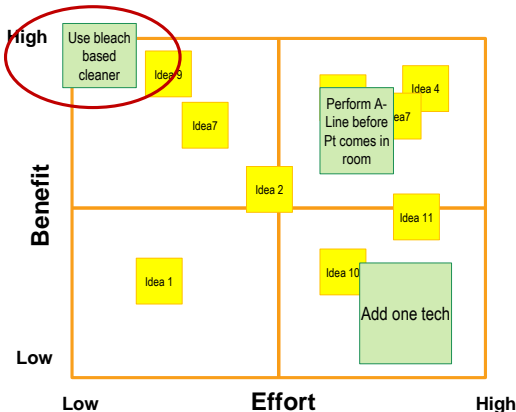 High
Use bleach
based
cleaner
Idea 9
Idea7
Idea 4
Perform A-
Line before
Pt comes in
room
ea7
Idea 2
Benefit
Idea 11
Idea 1
Idea 10
Add one tech
Low
Low
Effort
High